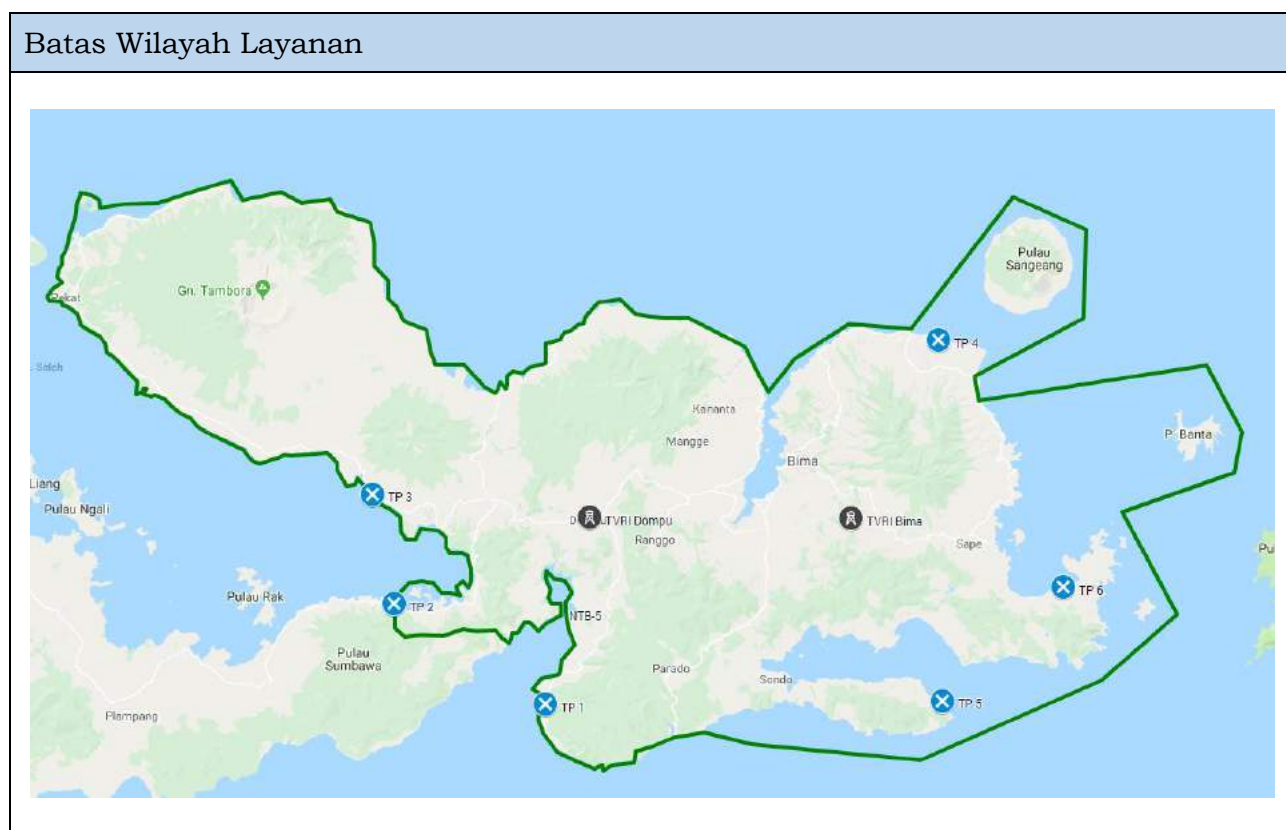 Batas Wilayah Layanan
Pulau
Sangeang
Gn. Tambora
TP 4
Kananta
Mangge
P. Banta
Bima
Liang
Pulau Ngali
TP 3
TVRI Dompu
TVRI Bima
Ranggo
Sape
Pulau Rak
TP 2
TP 6
NTB-5
Pulau
Sumbawa
Parado
Sondo
Plampang
TP 1
TP 5